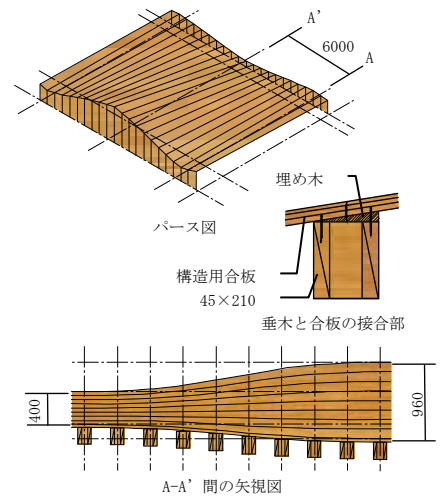 A'
6000
A
パース図
埋め木
構造用合板
45×210
垂木と合板の接合部
400
960
A-A' 間の矢視図